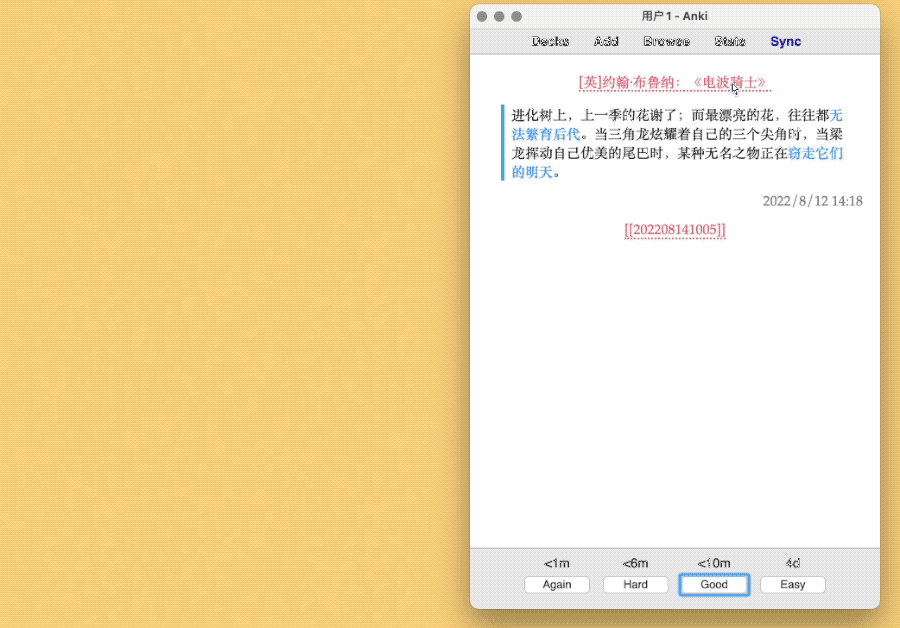 用户 1 - Anki
Decks Add Browse Stats Sync
[英]约翰·布鲁纳：《电波骑士》
进化树上，上一季的花谢了；而最漂亮的花，往往都无
法繁育后代。当三角龙炫耀着自己的三个尖角时，当梁
龙挥动自己优美的尾巴时，某种无名之物正在窃走它们
的明天。
2022/8/12 14:18
[[202208141005]]
<1m <6m <10m 4d
Again Hard Good Easy